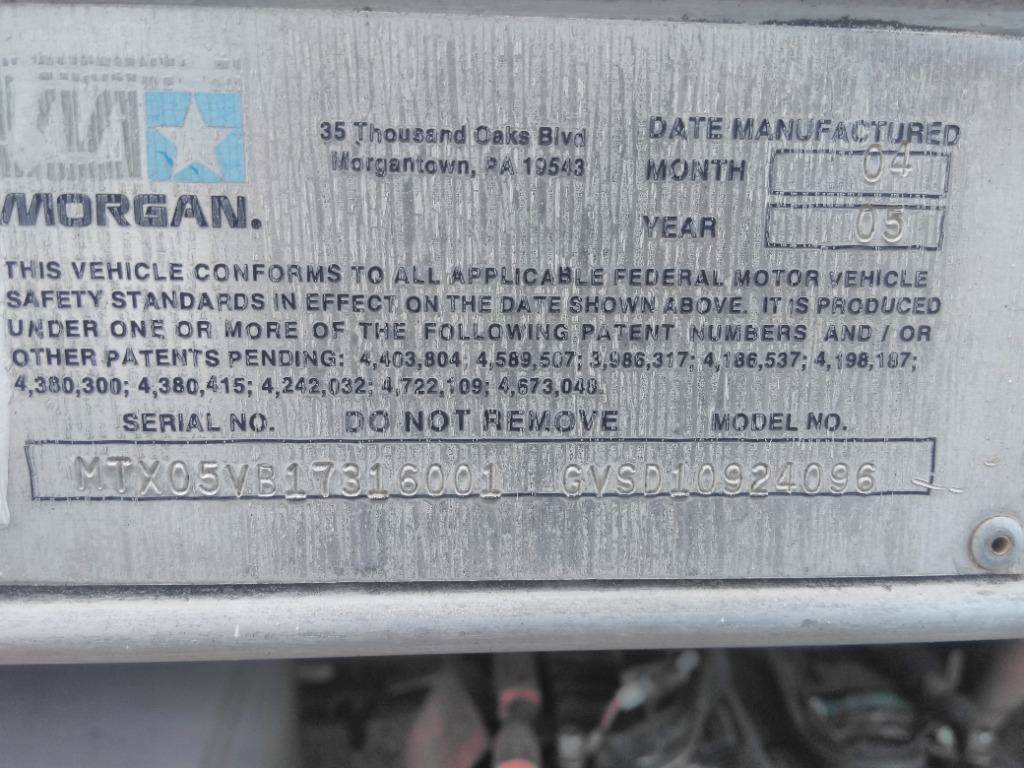 35 Thousand Oaks Blvd
Morgantown, PA 19543
DATE MANUFACTURED
MONTH 04
YEAR 05
MORGAN.
THIS VEHICLE CONFORMS TO ALL APPLICABLE FEDERAL MOTOR VEHICLE
SAFETY STANDARDS IN EFFECT ON THE DATE SHOWN ABOVE. IT IS PRODUCED
UNDER ONE OR MORE OF THE FOLLOWING PATENT NUMBERS AND / OR
OTHER PATENTS PENDING: 4,403,804; 4,589,507; 3,986,317; 4,186,537; 4,198,187;
4,380,300; 4,380,415; 4,242,032; 4,722,109; 4,673,040.
SERIAL NO. DO NOT REMOVE MODEL NO.
MTX05VB17316001 GVSD10924096